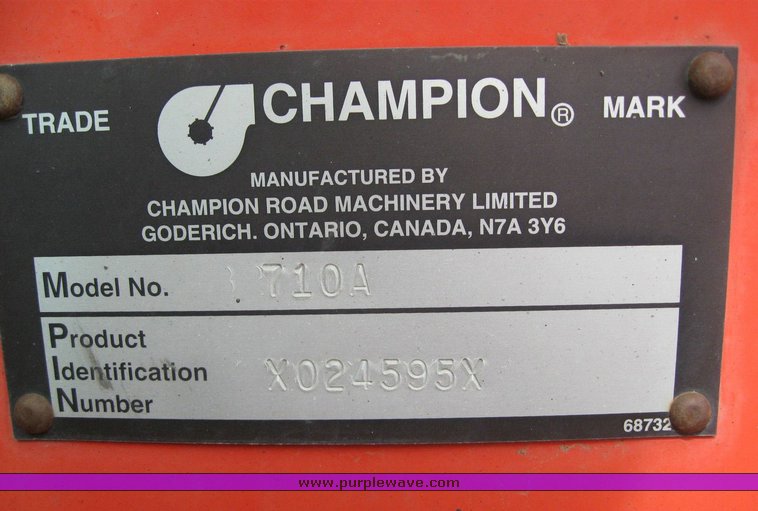 TRADE CHAMPION® MARK
MANUFACTURED BY
CHAMPION ROAD MACHINERY LIMITED
GODERICH. ONTARIO, CANADA, N7A 3Y6
Model No. 710A
Product
Identification X024595X
Number
68732
www.purplewave.com